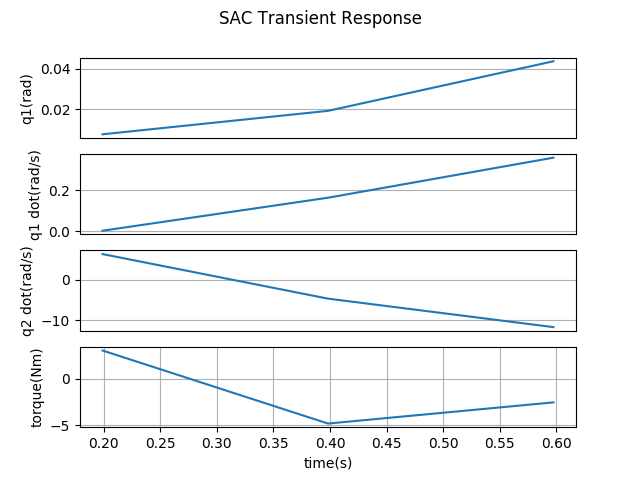 SAC Transient Response
q1(rad)
0.04
0.02
q1 dot(rad/s)
0.2
0.0
q2 dot(rad/s)
0
−10
torque(Nm)
0
−5
0.20 0.25 0.30 0.35 0.40 0.45 0.50 0.55 0.60
time(s)